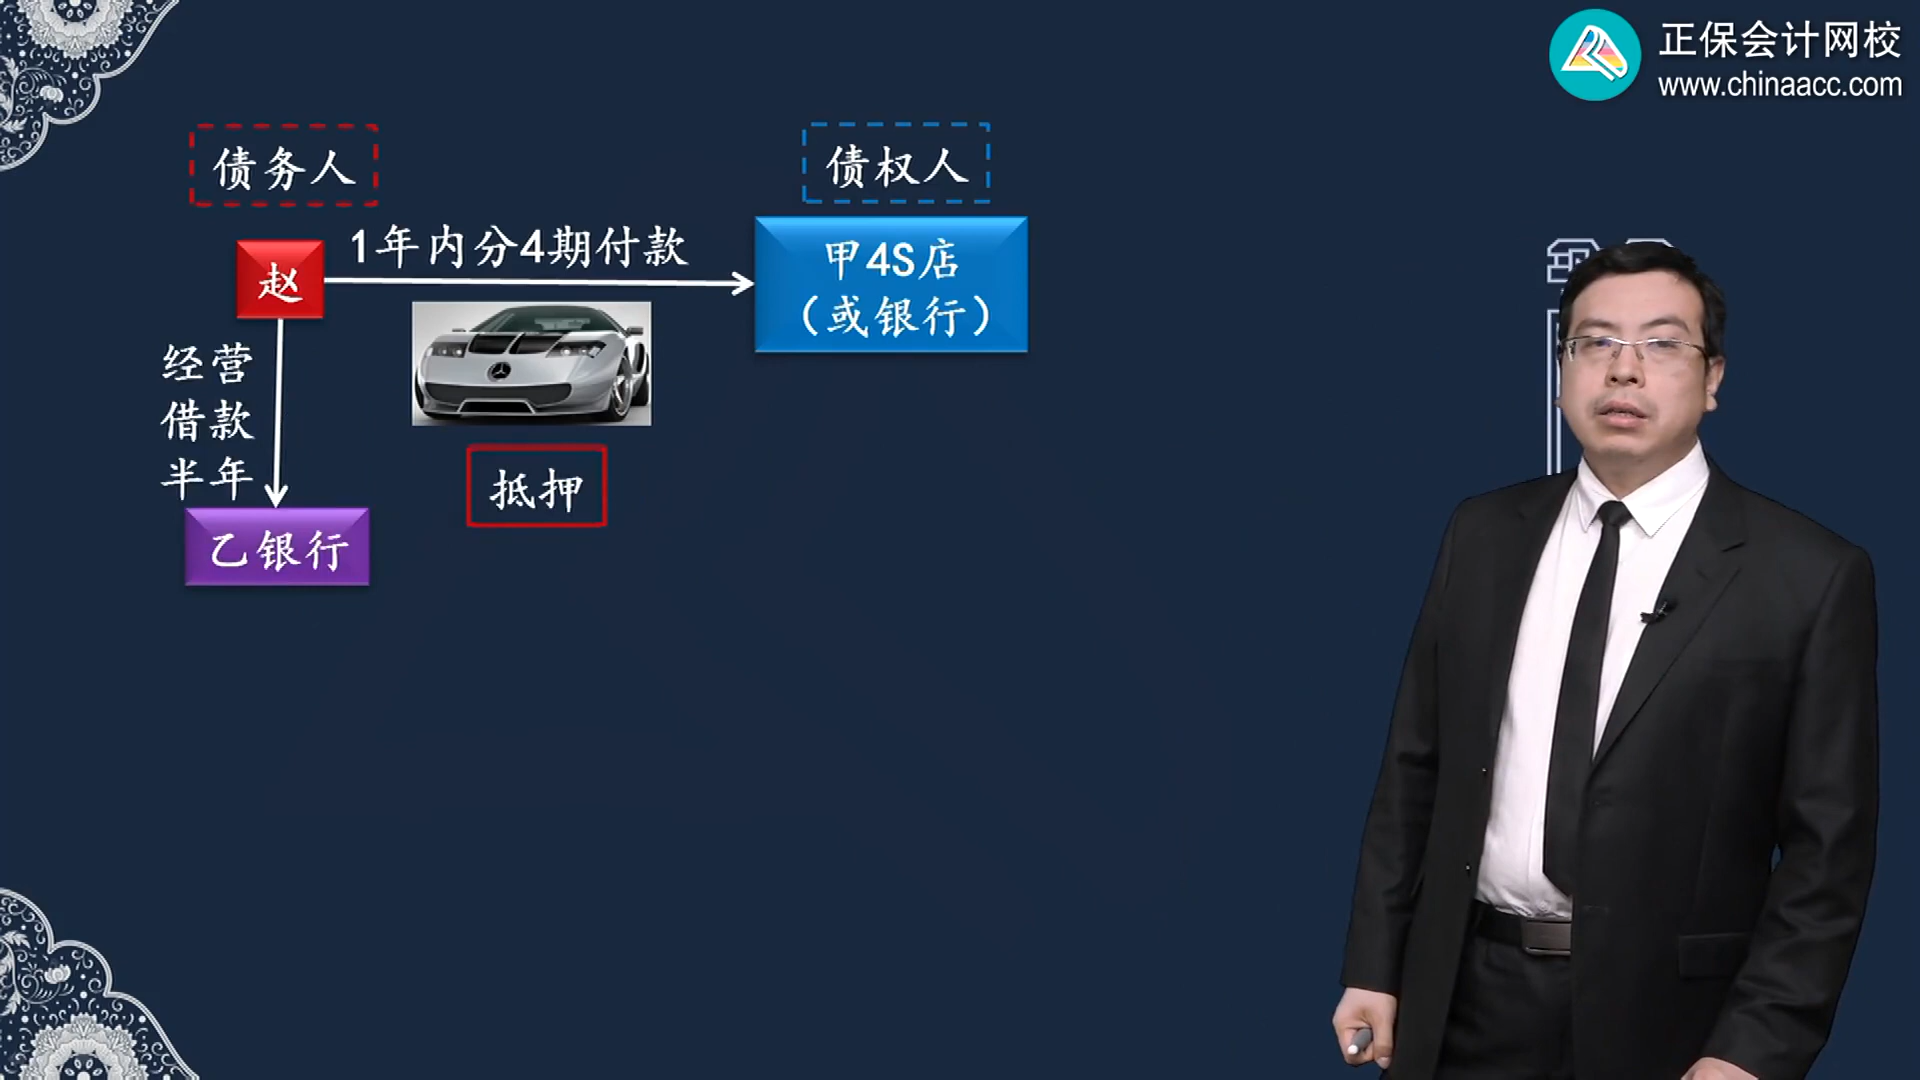 正保会计网校
www.chinaacc.com
债务人
债权人
1年内分4期付款
赵
甲4S店
（或银行）
经营
借款
半年
抵押
乙银行